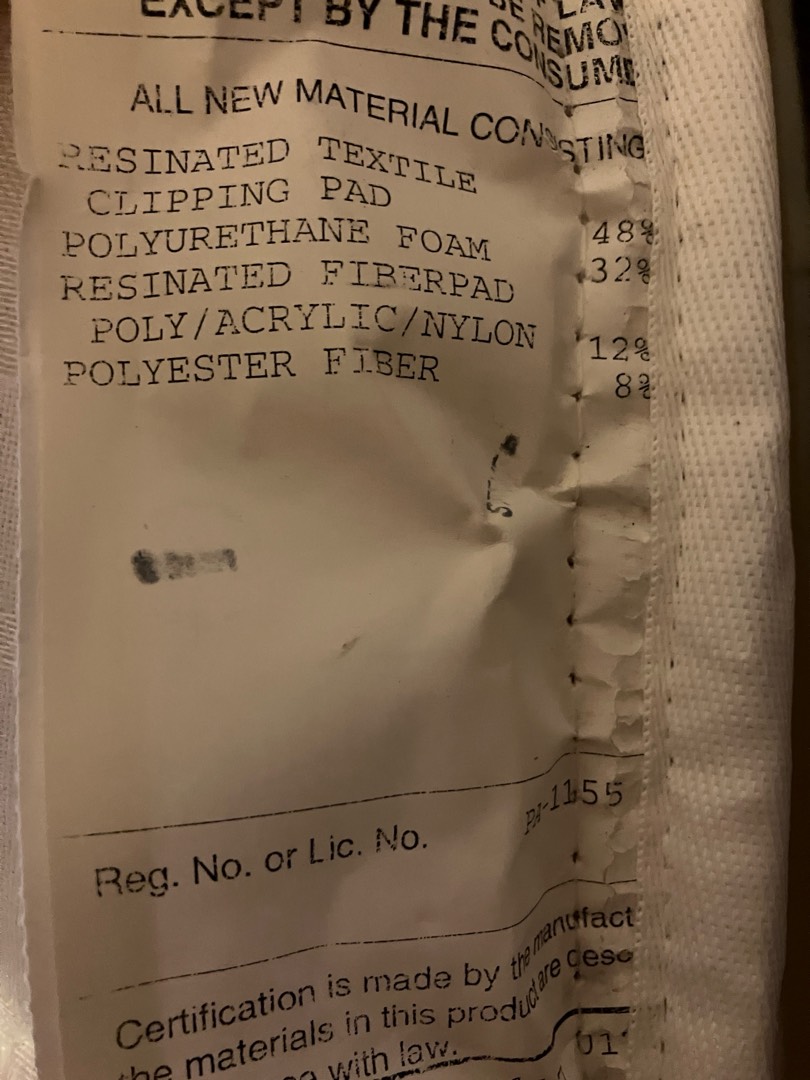 EXCEPT BY THE CONSUME
ALL NEW MATERIAL CONSISTING
RESINATED TEXTILE
CLIPPING PAD 48%
POLYURETHANE FOAM 32%
RESINATED FIBERPAD
POLY/ACRYLIC/NYLON 12%
POLYESTER FIBER 8%
Reg. No. or Lic. No. PA-1155
Certification is made by the manufact
the materials in this product are desc
with law.